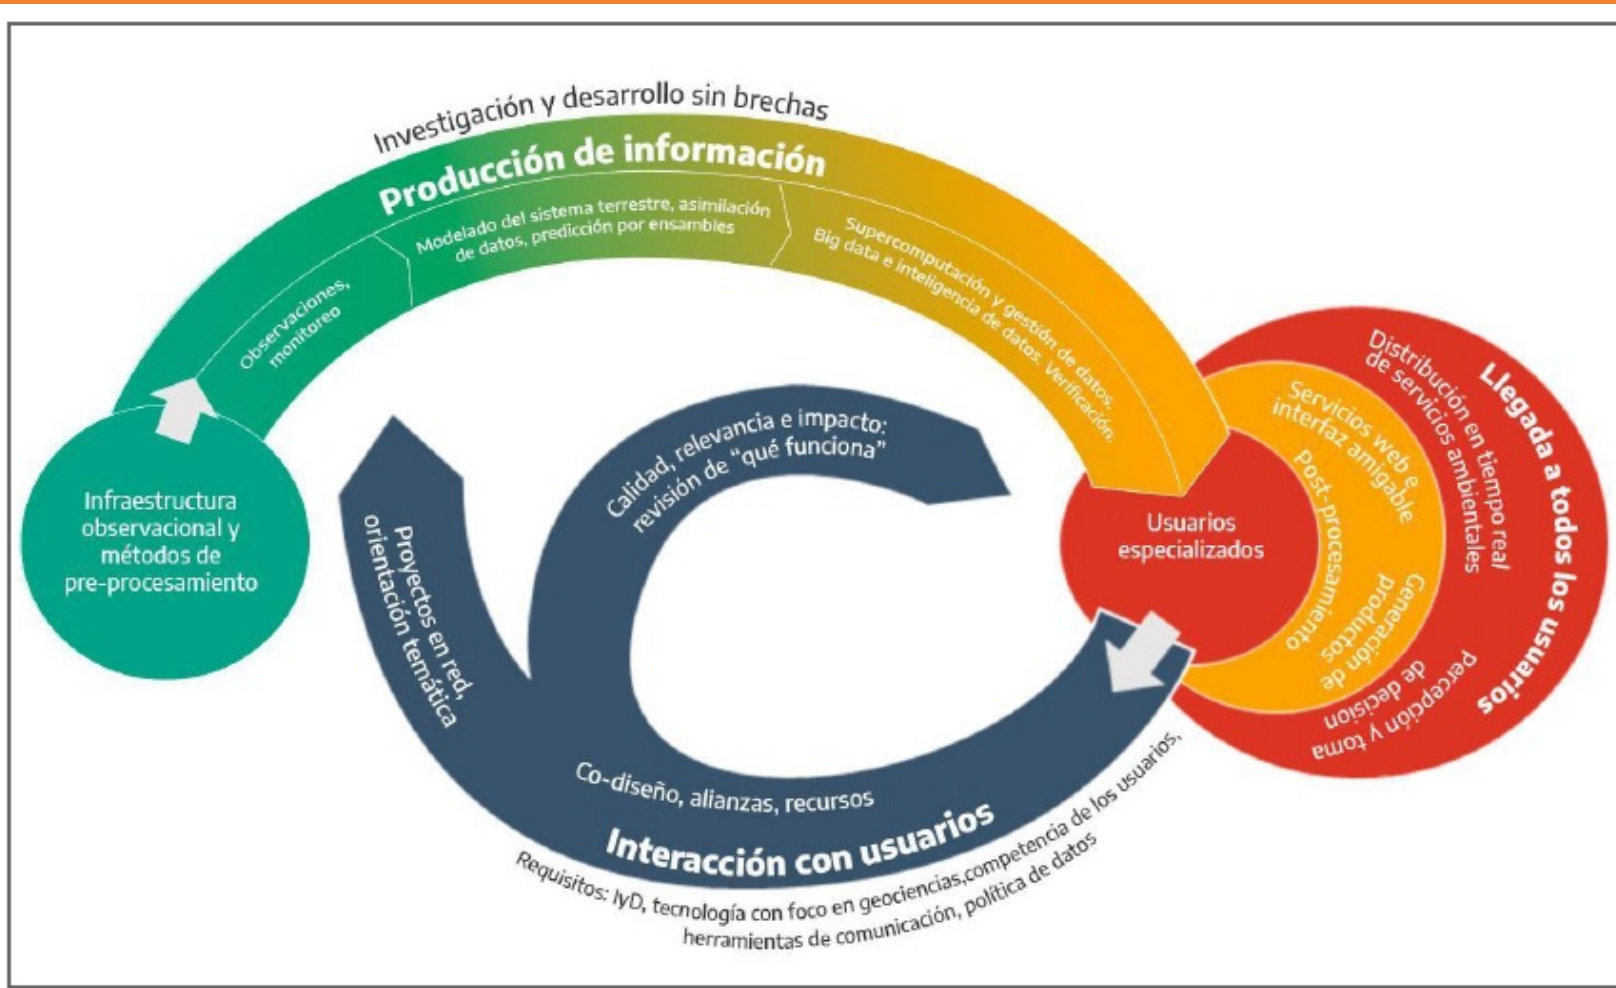 Investigación y desarrollo sin brechas
Producción de información
Observaciones,
monitoreo
Modelado del sistema terrestre, asimilación
de datos, predicción por ensambles
Supercomputación y gestión de datos.
Big data e inteligencia de datos. Verificación.
Infraestructura
observacional y
métodos de
pre-procesamiento
Usuarios
especializados
Post-procesamiento
Servicios web e
interfaz amigable
Generación de
productos
Distribución en tiempo real
de servicios ambientales
Percepción y toma
de decision
Llegada a todos los usuarios
Calidad, relevancia e impacto:
revisión de “qué funciona”
Proyectos en red,
orientación temática
Co-diseño, alianzas, recursos
Interacción con usuarios
Requisitos: IyD, tecnología con foco en geociencias,competencia de los usuarios,
herramientas de comunicación, política de datos